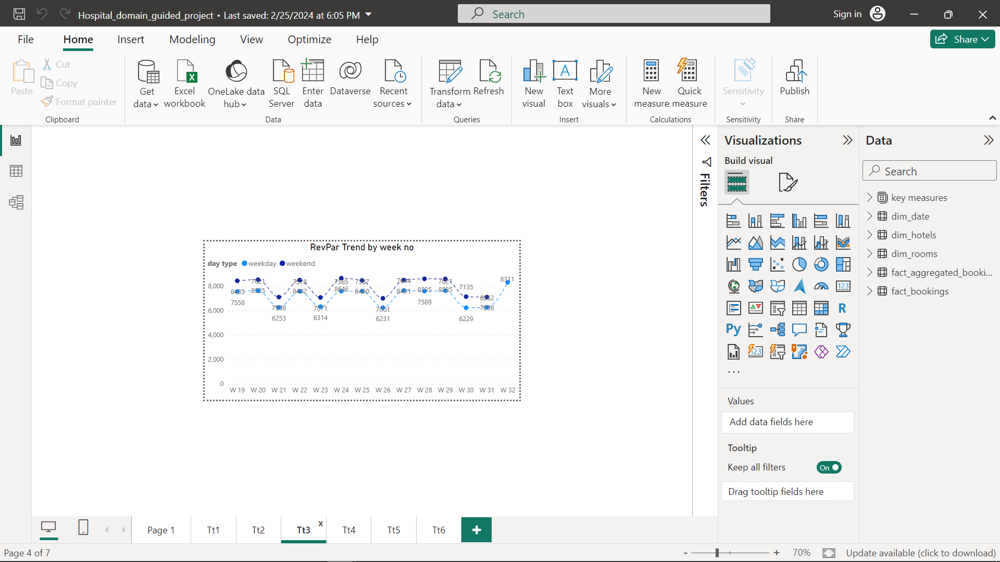 Hospital_domain_guided_project • Last saved: 2/25/2024 at 6:05 PM
Search
Sign in
File
Home
Insert
Modeling
View
Optimize
Help
Share
Paste
Cut
Copy
Format painter
Clipboard
Get data
Excel workbook
OneLake data hub
SQL Server
Enter data
Dataverse
Recent sources
Data
Transform data
Refresh
Queries
New visual
Text box
More visuals
Insert
New measure
Quick measure
Calculations
Sensitivity
Sensitivity
Publish
Share
RevPar Trend by week no
day type weekday weekend
8,000
6,000
4,000
2,000
0
8485 7621 7378 7585 7387 7644 7621 7135 8311
7558 8525 8492 8646 8460 8491 8595 8585 6262
7098 7071 7001 7589 7098
6253 6314 6231 6229
W 19 W 20 W 21 W 22 W 23 W 24 W 25 W 26 W 27 W 28 W 29 W 30 W 31 W 32
Filters
Visualizations
Build visual
123
R
Py
123
...
Values
Add data fields here
Tooltip
Keep all filters
On
Drag tooltip fields here
Data
Search
key measures
dim_date
dim_hotels
dim_rooms
fact_aggregated_booki...
fact_bookings
Page 1
Tt1
Tt2
Tt3 x
Tt4
Tt5
Tt6
+
Page 4 of 7
- + 70%
Update available (click to download)